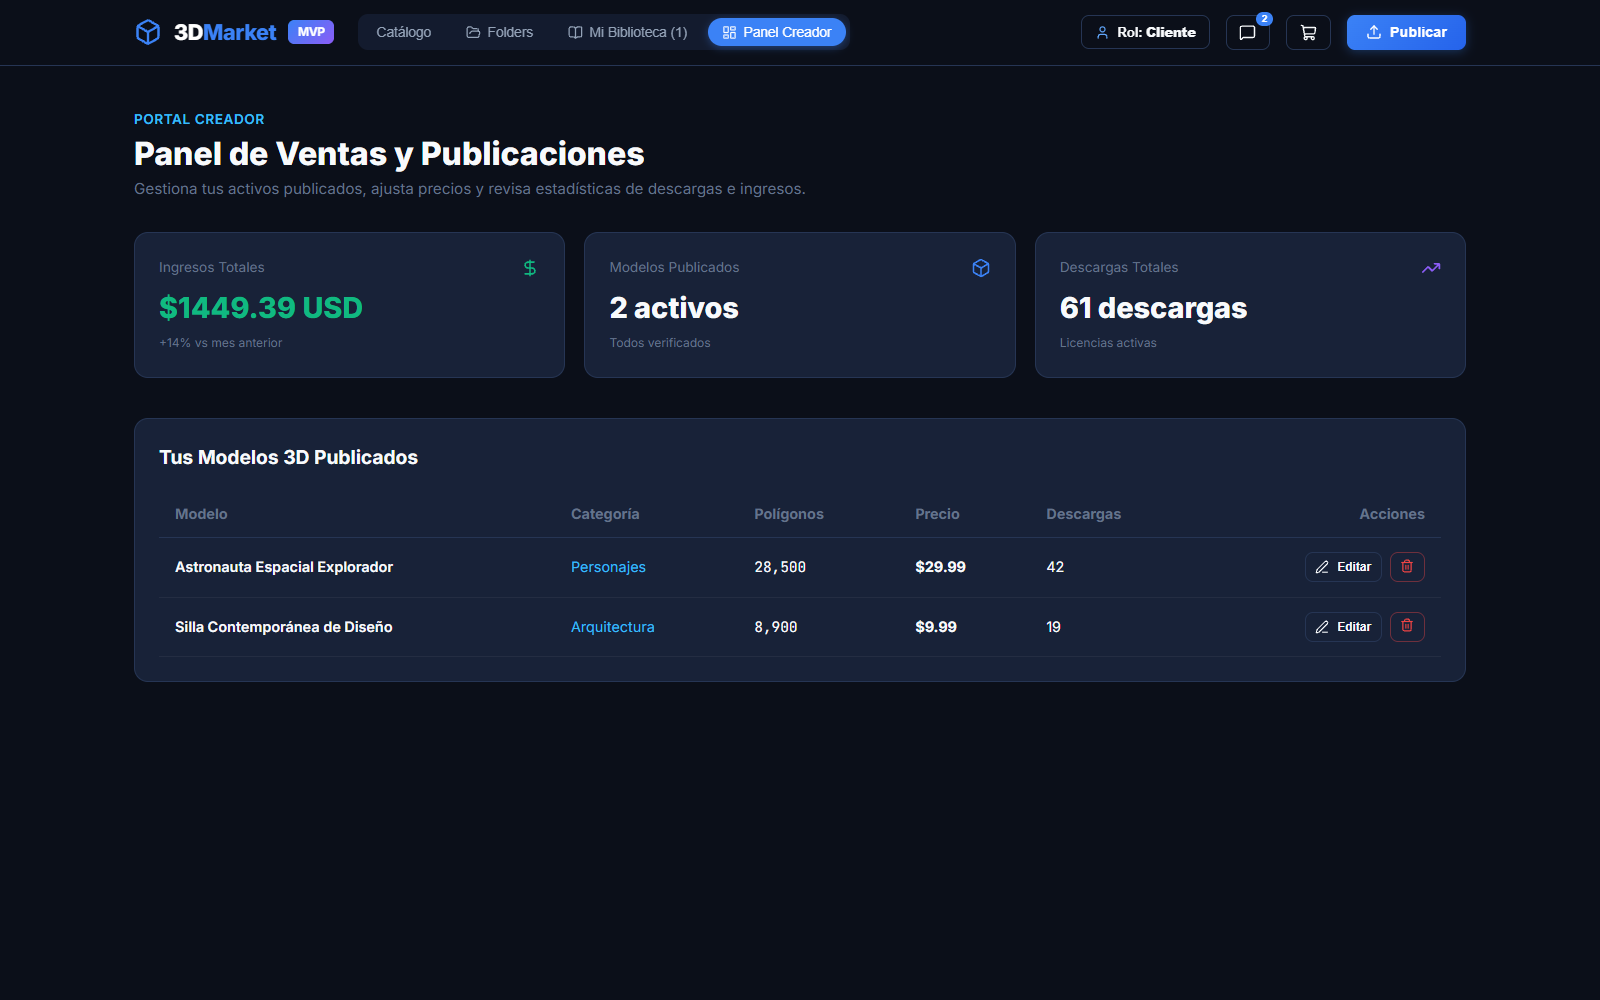 3DMarket MVP Catálogo Folders Mi Biblioteca (1) Panel Creador Rol: Cliente 2 Publicar
PORTAL CREADOR
Panel de Ventas y Publicaciones
Gestiona tus activos publicados, ajusta precios y revisa estadísticas de descargas e ingresos.
Ingresos Totales
$1449.39 USD
+14% vs mes anterior
Modelos Publicados
2 activos
Todos verificados
Descargas Totales
61 descargas
Licencias activas
Tus Modelos 3D Publicados
Modelo Categoría Polígonos Precio Descargas Acciones
Astronauta Espacial Explorador Personajes 28,500 $29.99 42 Editar
Silla Contemporánea de Diseño Arquitectura 8,900 $9.99 19 Editar